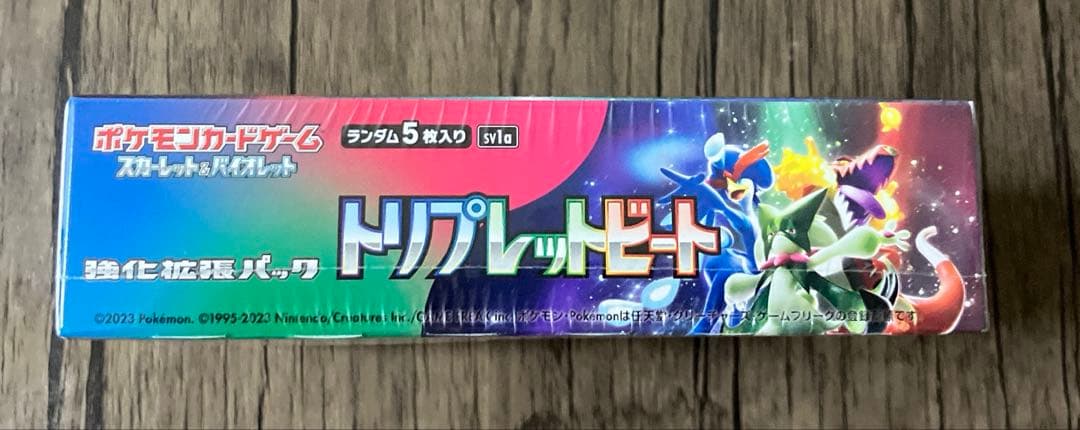 ポケモンカードゲーム
スカーレット&バイオレット
ランダム5枚入り sv1a
トリプレットビート
強化拡張パック
©2023 Pokémon. ©1995-2023 Nintendo/Creatures Inc./GAME FREAK inc. ポケモン・Pokémonは任天堂・クリーチャーズ・ゲームフリークの登録商標です